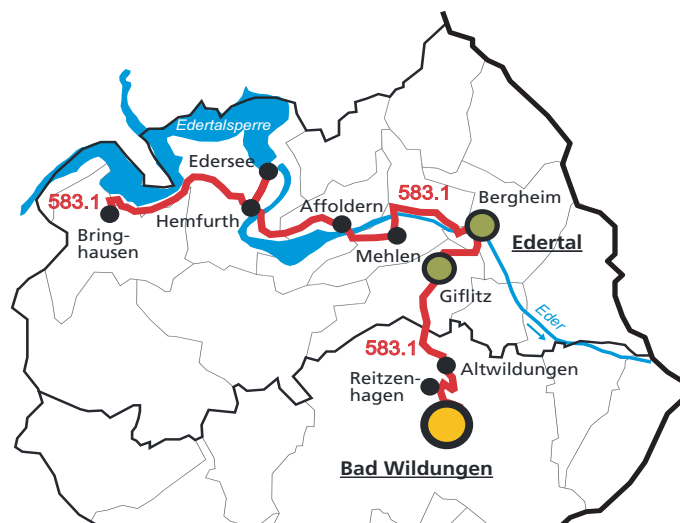 Edertalsperre
Edersee
583.1
583.1
Bergheim
Affoldern
Hemfurth
Bring-
hausen
Mehlen
Edertal
Giflitz
Eder
583.1
Altwildungen
Reitzen-
hagen
Bad Wildungen